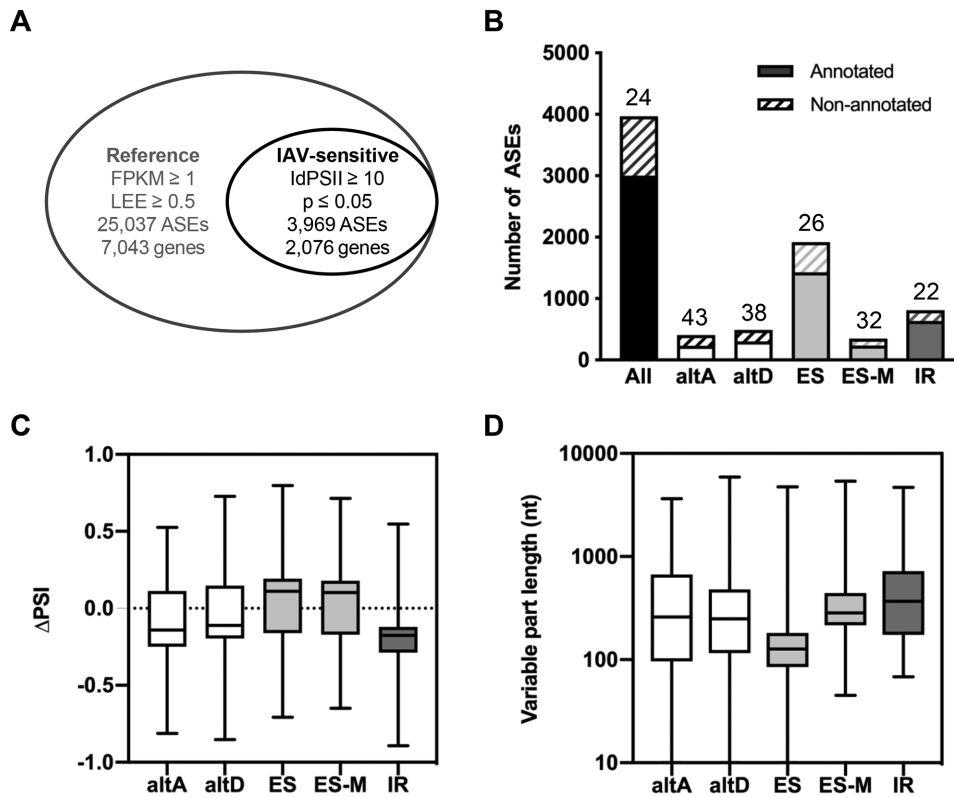 A
Reference
FPKM ≥ 1
LEE ≥ 0.5
25,037 ASEs
7,043 genes
IAV-sensitive
IdPSII ≥ 10
p ≤ 0.05
3,969 ASEs
2,076 genes
B
Number of ASEs
5000
4000
3000
2000
1000
0
Annotated
Non-annotated
24
43
38
26
32
22
All
altA
altD
ES
ES-M
IR
C
ΔPSI
1.0
0.5
0.0
-0.5
-1.0
altA
altD
ES
ES-M
IR
D
Variable part length (nt)
10000
1000
100
10
altA
altD
ES
ES-M
IR